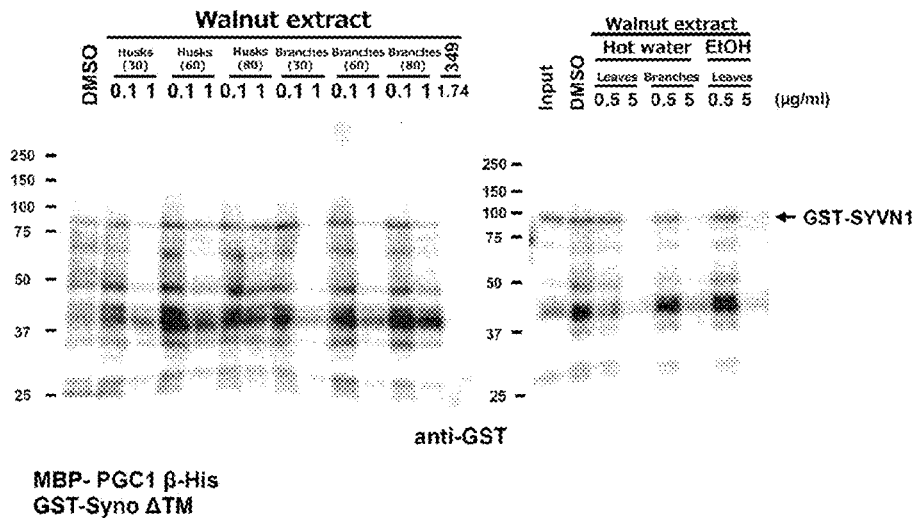 Walnut extract
DMSO
Husks (30) Husks (60) Husks (80) Branches (30) Branches (60) Branches (80) 349
0.1 1 0.1 1 0.1 1 0.1 1 0.1 1 0.1 1 1.74
250
150
100
75
50
37
25
Walnut extract
Hot water EtOH
Input DMSO Leaves Branches Leaves
0.5 5 0.5 5 0.5 5 (μg/ml)
250
150
100 ← GST-SYVN1
75
50
37
25
anti-GST
MBP- PGC1 β-His
GST-Syno ΔTM